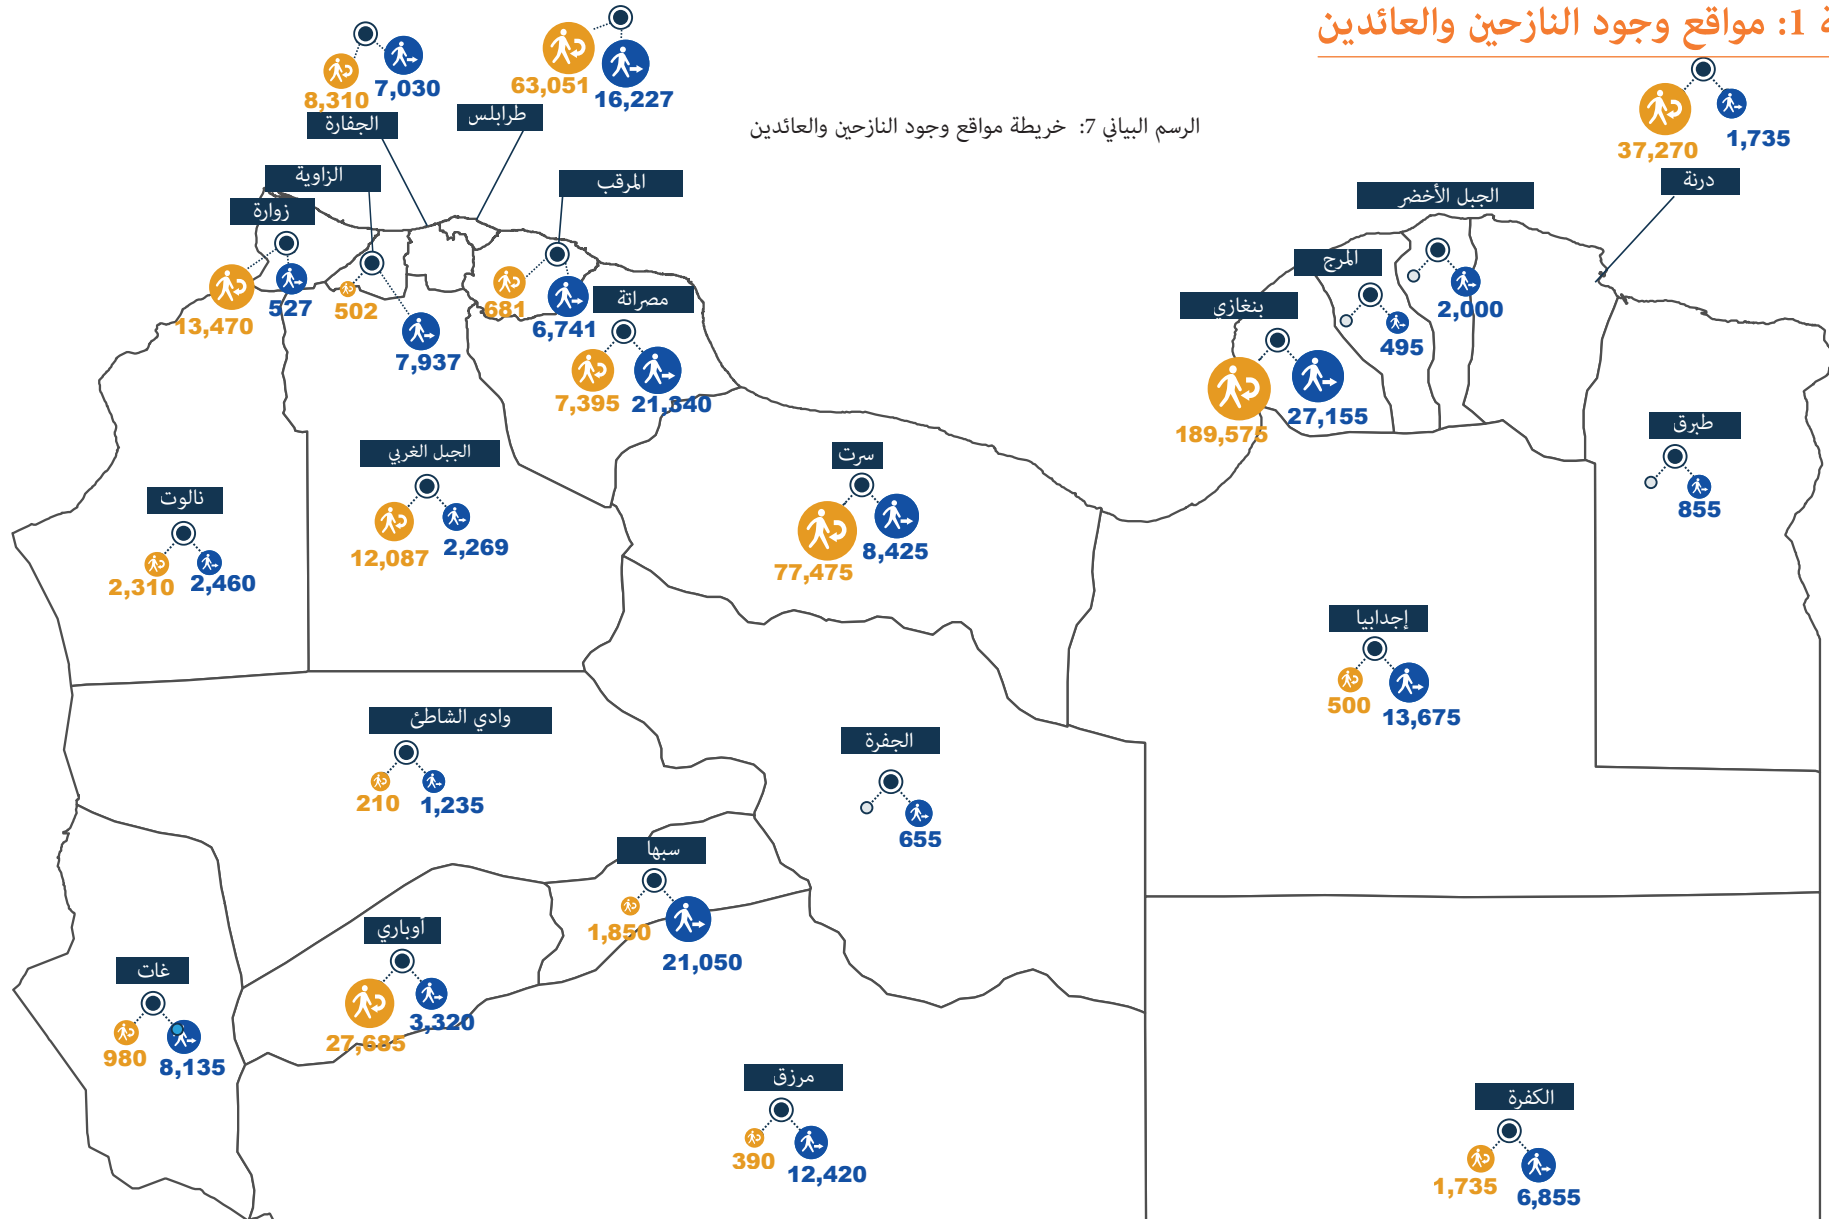 ة 1: مواقع وجود النازحين والعائدين
الرسم البياني 7: خريطة مواقع وجود النازحين والعائدين
8,310
7,030
الجفارة
63,051
16,227
طرابلس
37,270
1,735
درنة
الزاوية
502
7,937
المرقب
681
6,741
زوارة
13,470
527
مصراتة
7,395
21,340
الجبل الأخضر
2,000
المرج
495
بنغازي
189,575
27,155
طبرق
855
الجبل الغربي
12,087
2,269
سرت
77,475
8,425
نالوت
2,310
2,460
إجدابيا
500
13,675
وادي الشاطئ
210
1,235
الجفرة
655
سبها
1,850
21,050
أوباري
27,685
3,320
غات
980
8,135
مرزق
390
12,420
الكفرة
1,735
6,855